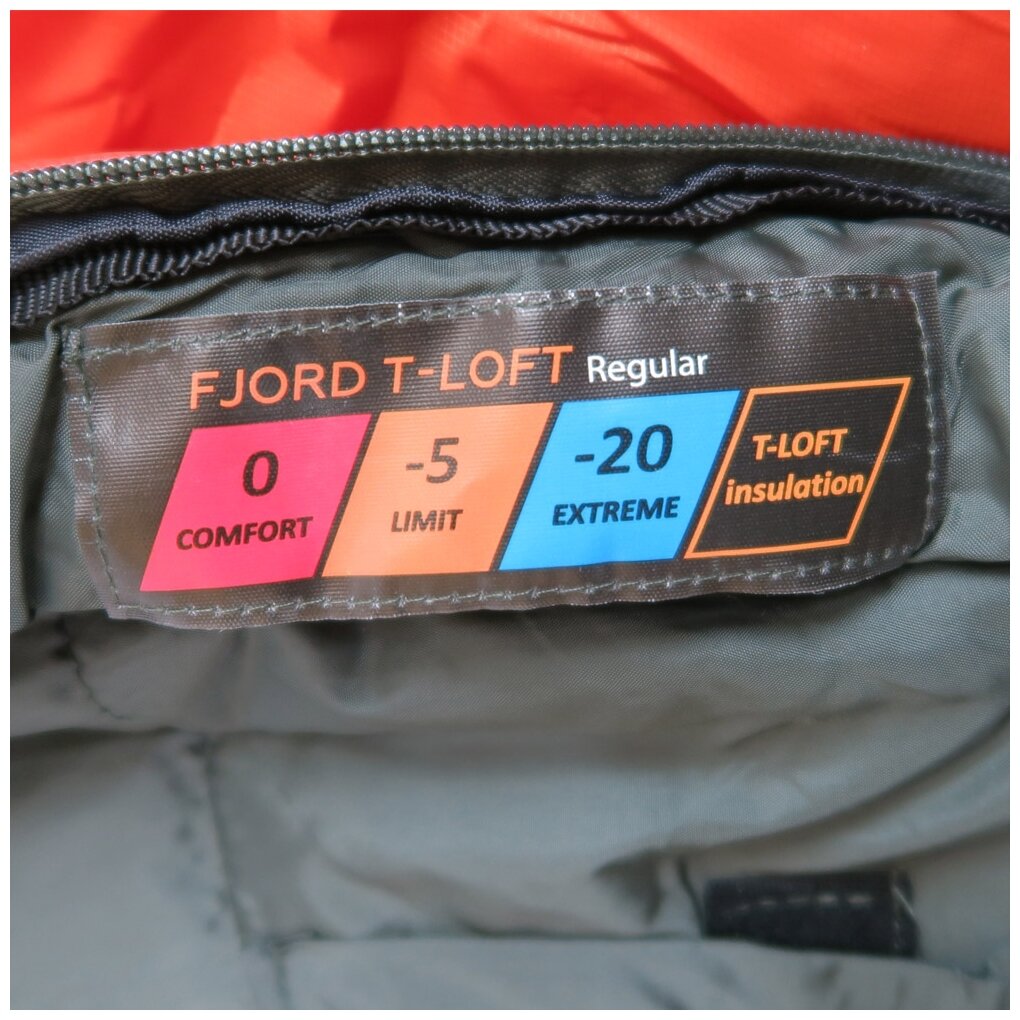 FJORD T-LOFT Regular
0
COMFORT
-5
LIMIT
-20
EXTREME
T-LOFT
insulation